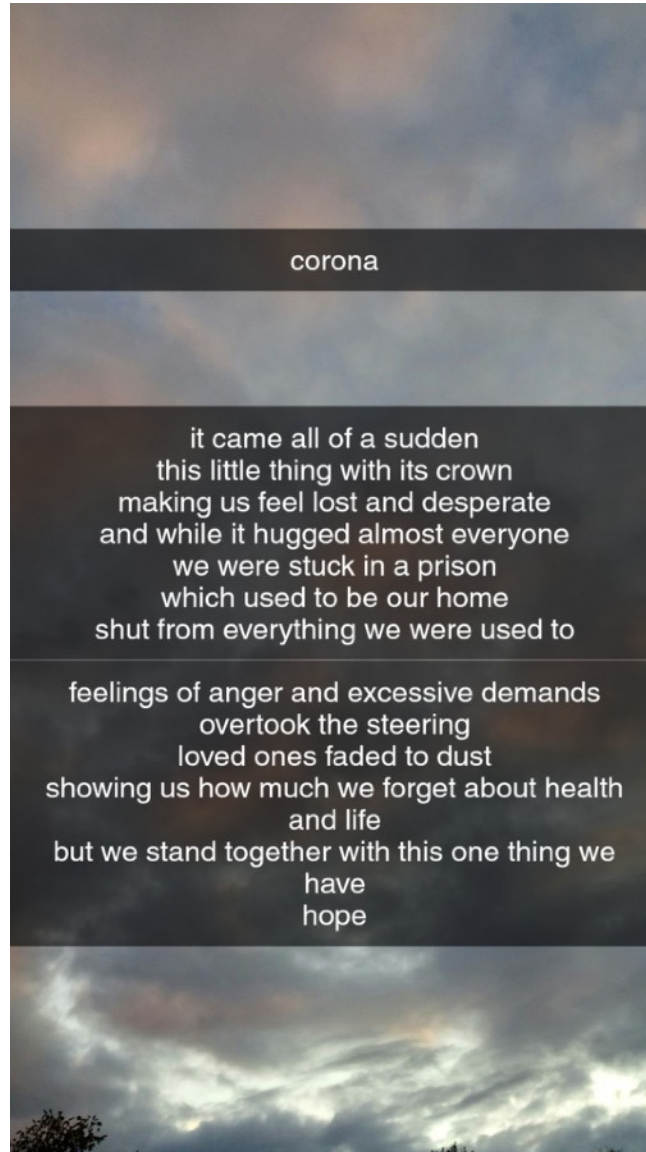 corona
it came all of a sudden
this little thing with its crown
making us feel lost and desperate
and while it hugged almost everyone
we were stuck in a prison
which used to be our home
shut from everything we were used to
feelings of anger and excessive demands
overtook the steering
loved ones faded to dust
showing us how much we forget about health
and life
but we stand together with this one thing we
have
hope